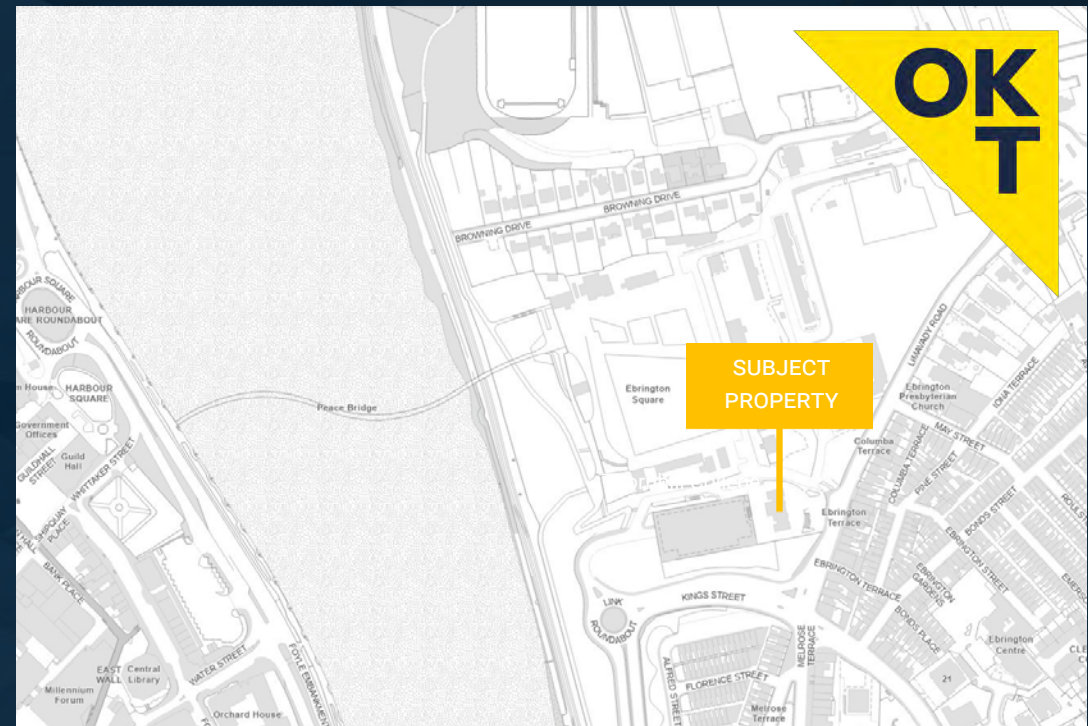 OK
T
BROWNING DRIVE
BROWNING DRIVE
HARBOUR
ROUNDABOUT
ROUNDABOUT
HARBOUR
SQUARE
Government
Offices
Guild
Hall
GUILDHALL
STREET
WHITTAKER STREET
SHIPQUAY
PLACE
BANK PLACE
Peace Bridge
Ebrington
Square
SUBJECT
PROPERTY
LIMAVADY ROAD
Ebrington
Presbyterian
Church
IONA TERRACE
MAY STREET
Columba
Terrace
COLUMBA TERRACE
PINE STREET
BONDS STREET
Ebrington
Terrace
EBRINGTON STREET
EBRINGTON TERRACE
EBRINGTON
GARDENS
BONDS PLACE
LINK
ROUNDABOUT
KINGS STREET
MELROSE
TERRACE
ALFRED STREET
FLORENCE STREET
Melrose
Terrace
Ebrington
Centre
21
EAST
WALL
Central
Library
WATER STREET
FOYLE EMBANKMENT
Millennium
Forum
Orchard House